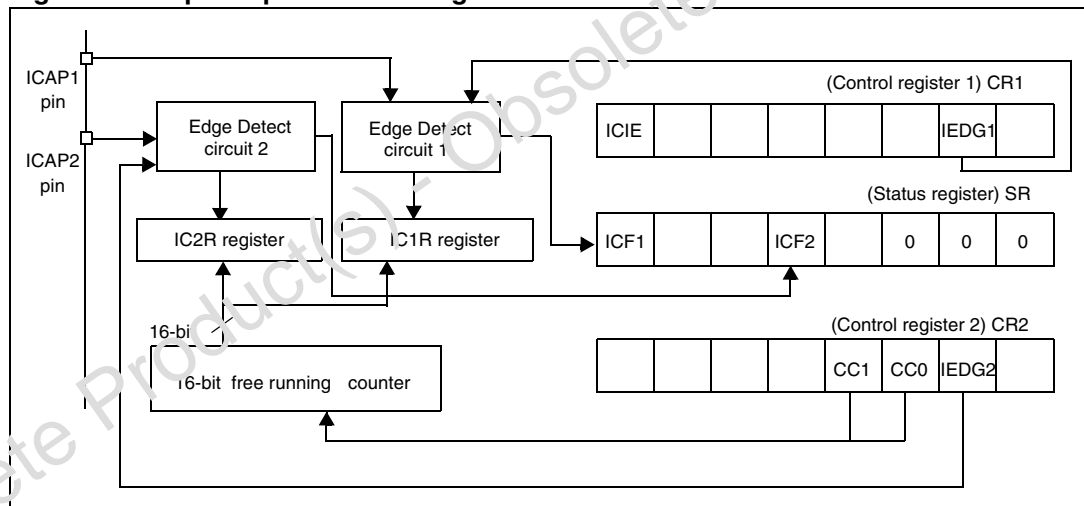 ICAP1
pin
ICAP2
pin
Edge Detect
circuit 2
Edge Detect
circuit 1
(Control register 1) CR1
ICIE
IEDG1
(Status register) SR
IC2R register
IC1R register
ICF1
ICF2
0
0
0
16-bit
16-bit free running counter
(Control register 2) CR2
CC1
CC0
IEDG2
Product(s) - Obsolete